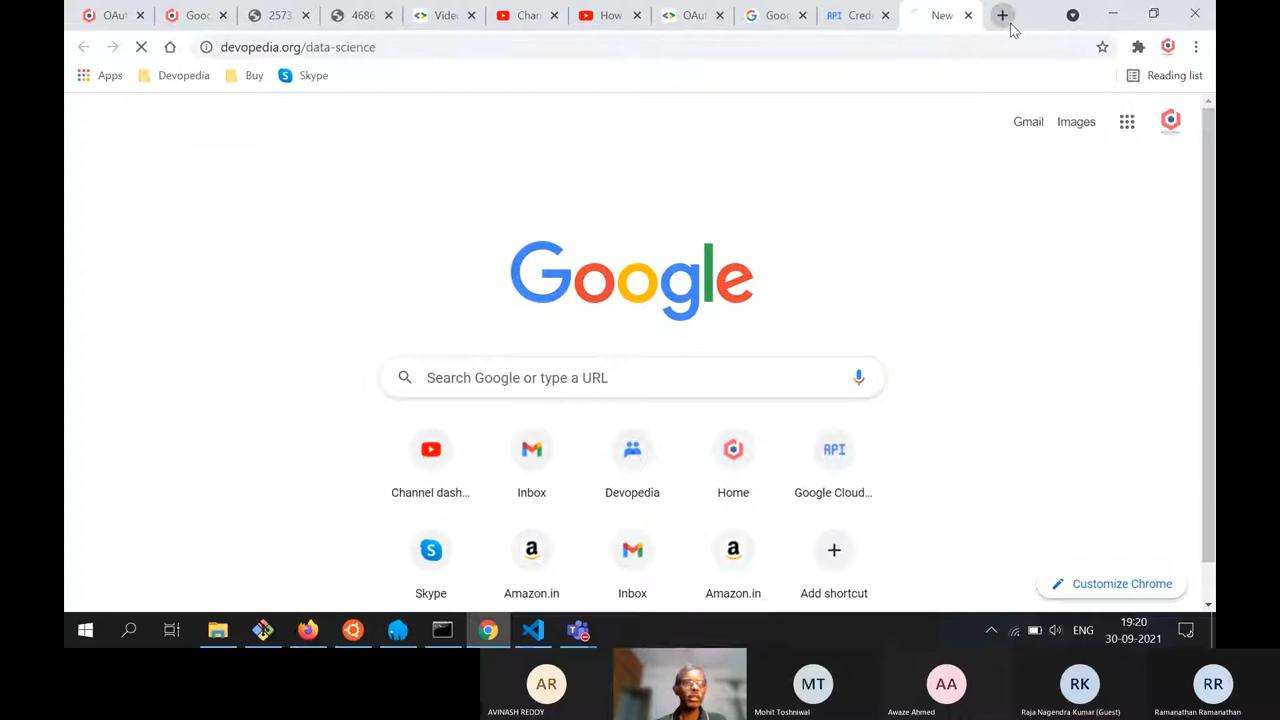 OAut
Goog
2573
4686
Video
Chan
How
OAut
Goog
API
Cred
New
devopedia.org/data-science
Apps
Devopedia
Buy
Skype
Reading list
Gmail
Images
Google
Search Google or type a URL
API
Channel dash...
Inbox
Devopedia
Home
Google Cloud...
S
a
a
Skype
Amazon.in
Inbox
Amazon.in
Add shortcut
Customize Chrome
ENG
19:20
30-09-2021
AR
MT
AA
RK
RR
AVINASH REDDY
Mohit Toshniwal
Awaze Ahmed
Raja Nagendra Kumar (Guest)
Ramanathan Ramanathan